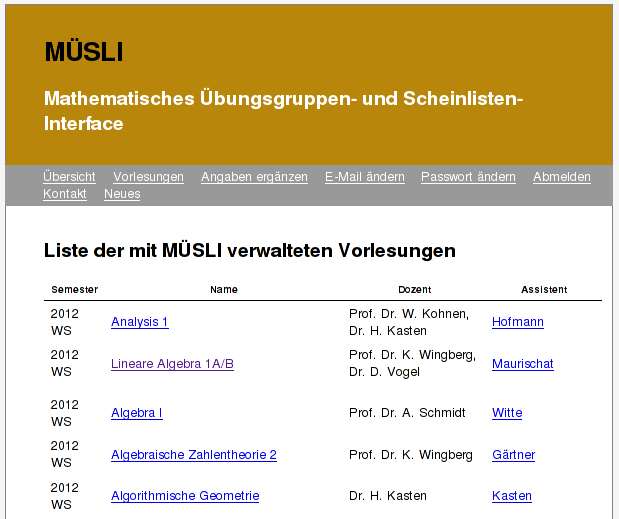 MÜSLI
Mathematisches Übungsgruppen- und Scheinlisten-
Interface
Übersicht Vorlesungen Angaben ergänzen E-Mail ändern Passwort ändern Abmelden
Kontakt Neues
Liste der mit MÜSLI verwalteten Vorlesungen
Semester Name Dozent Assistent
2012 WS Analysis 1 Prof. Dr. W. Kohnen, Dr. H. Kasten Hofmann
2012 WS Lineare Algebra 1A/B Prof. Dr. K. Wingberg, Dr. D. Vogel Maurischat
2012 WS Algebra I Prof. Dr. A. Schmidt Witte
2012 WS Algebraische Zahlentheorie 2 Prof. Dr. K. Wingberg Gärtner
2012 WS Algorithmische Geometrie Dr. H. Kasten Kasten